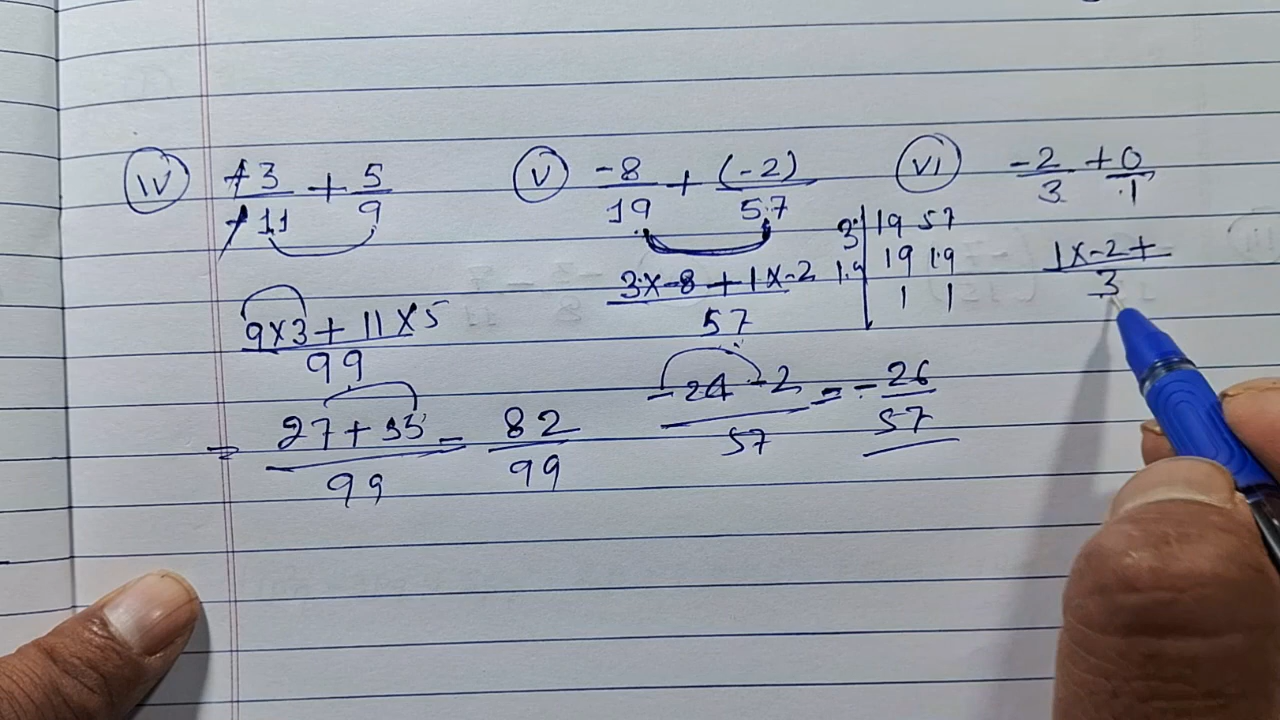 (iv) -3/-11 + 5/9
9×3 + 11×5 / 99
= 27+55 / 99 = 82/99
(v) -8/19 + (-2)/57
3×-8 + 1×-2 / 57
-24-2 / 57 = -26/57
3 | 19 57
19 | 19 19
1 1
(vi) -2/3 + 0/1
1×-2+ / 3